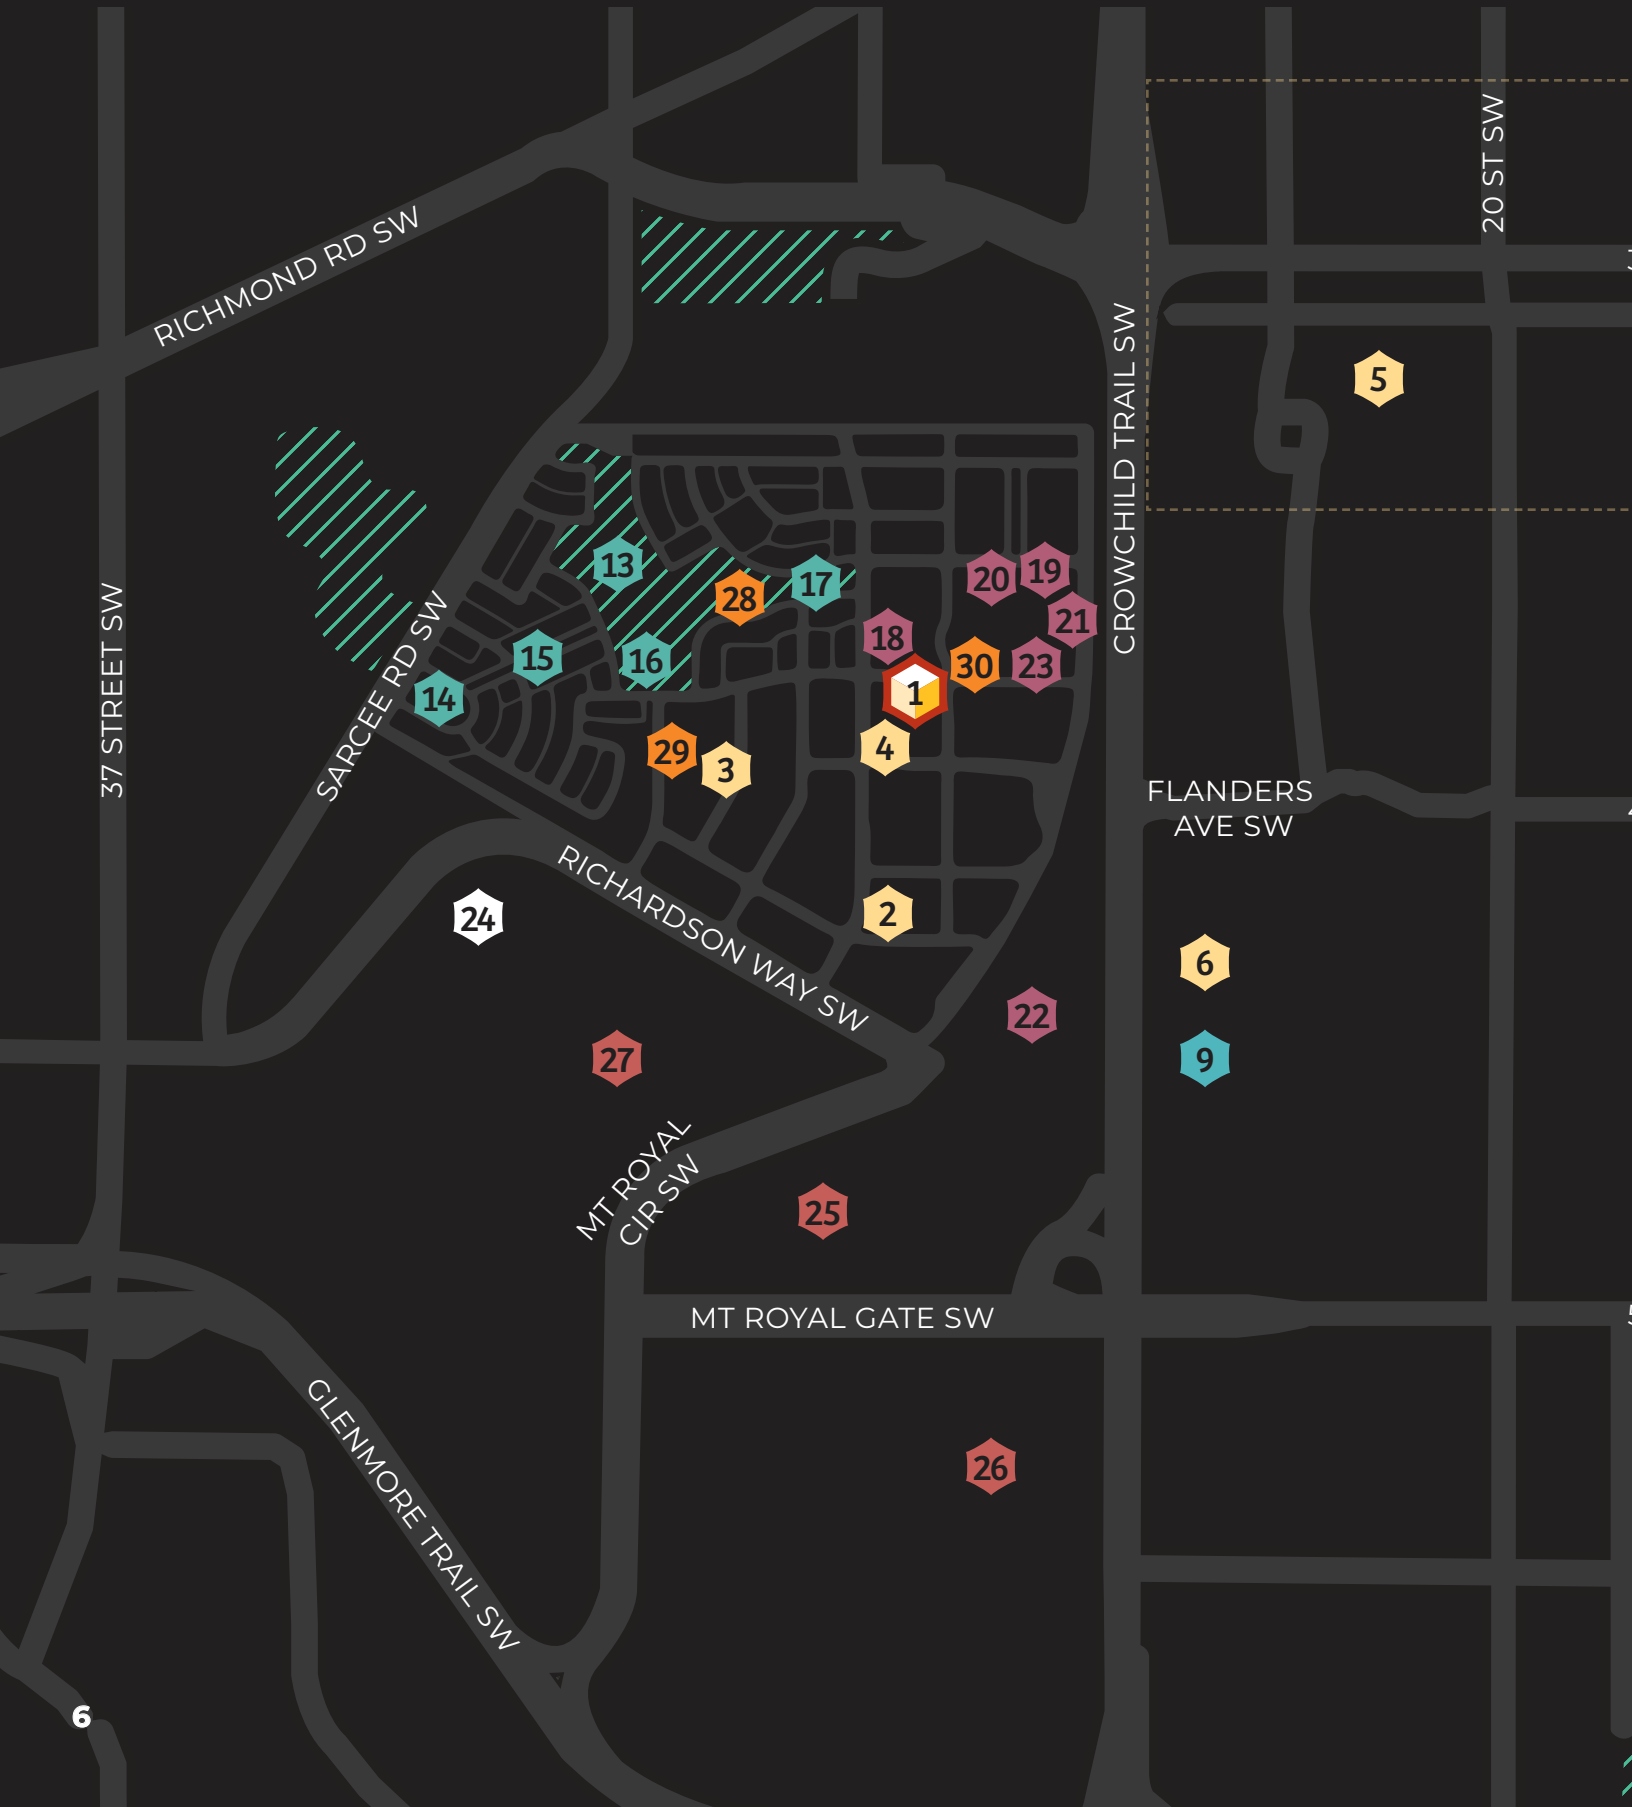 20 ST SW
RICHMOND RD SW
CROWCHILD TRAIL SW
5
13
28
17
20
19
21
18
15
16
30
23
14
1
37 STREET SW
SARCEE RD SW
29
3
4
FLANDERS
AVE SW
RICHARDSON WAY SW
24
2
6
22
27
9
MT ROYAL
CIR SW
25
MT ROYAL GATE SW
GLENMORE TRAIL SW
26
6